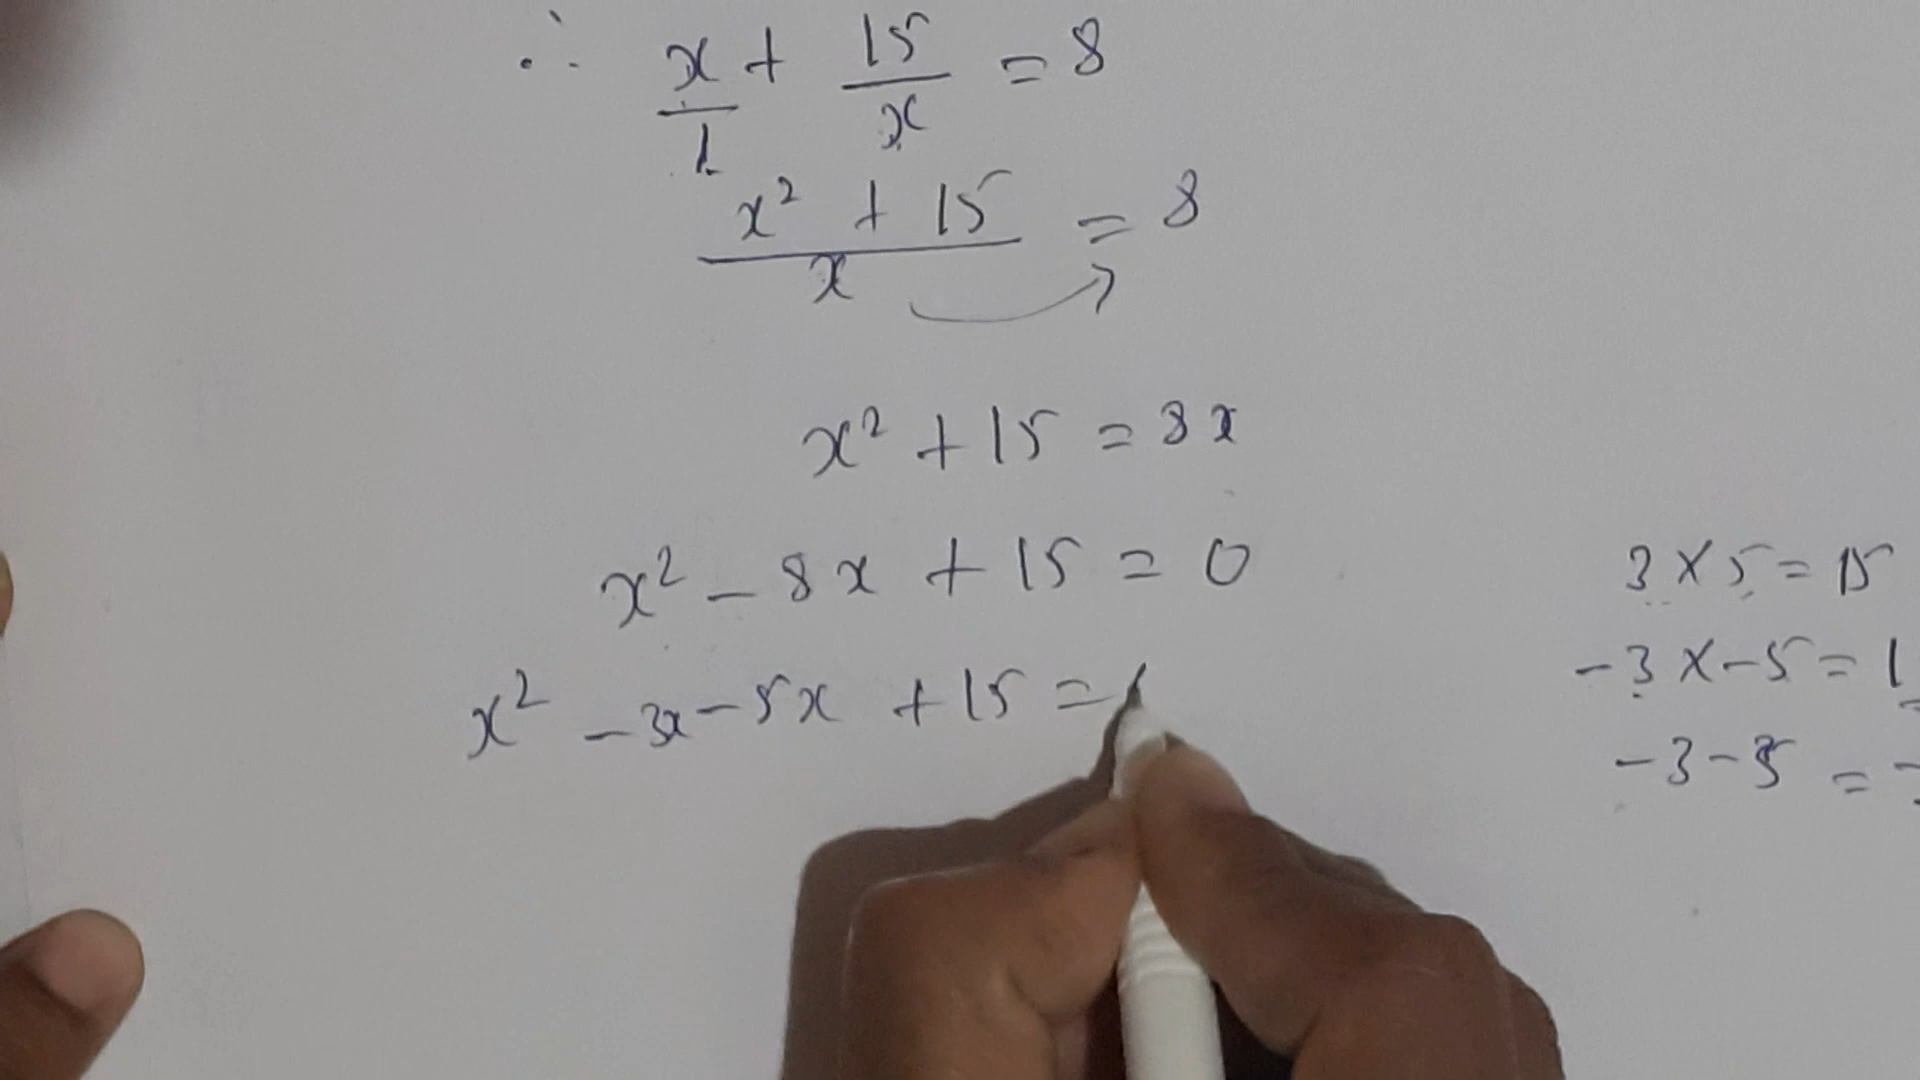 ∴ x/1 + 15/x = 8
(x² + 15)/x = 8
x² + 15 = 8x
x² - 8x + 15 = 0
x² - 3x - 5x + 15 =
3 × 5 = 15
-3 × -5 = 1
-3 - 5 = -